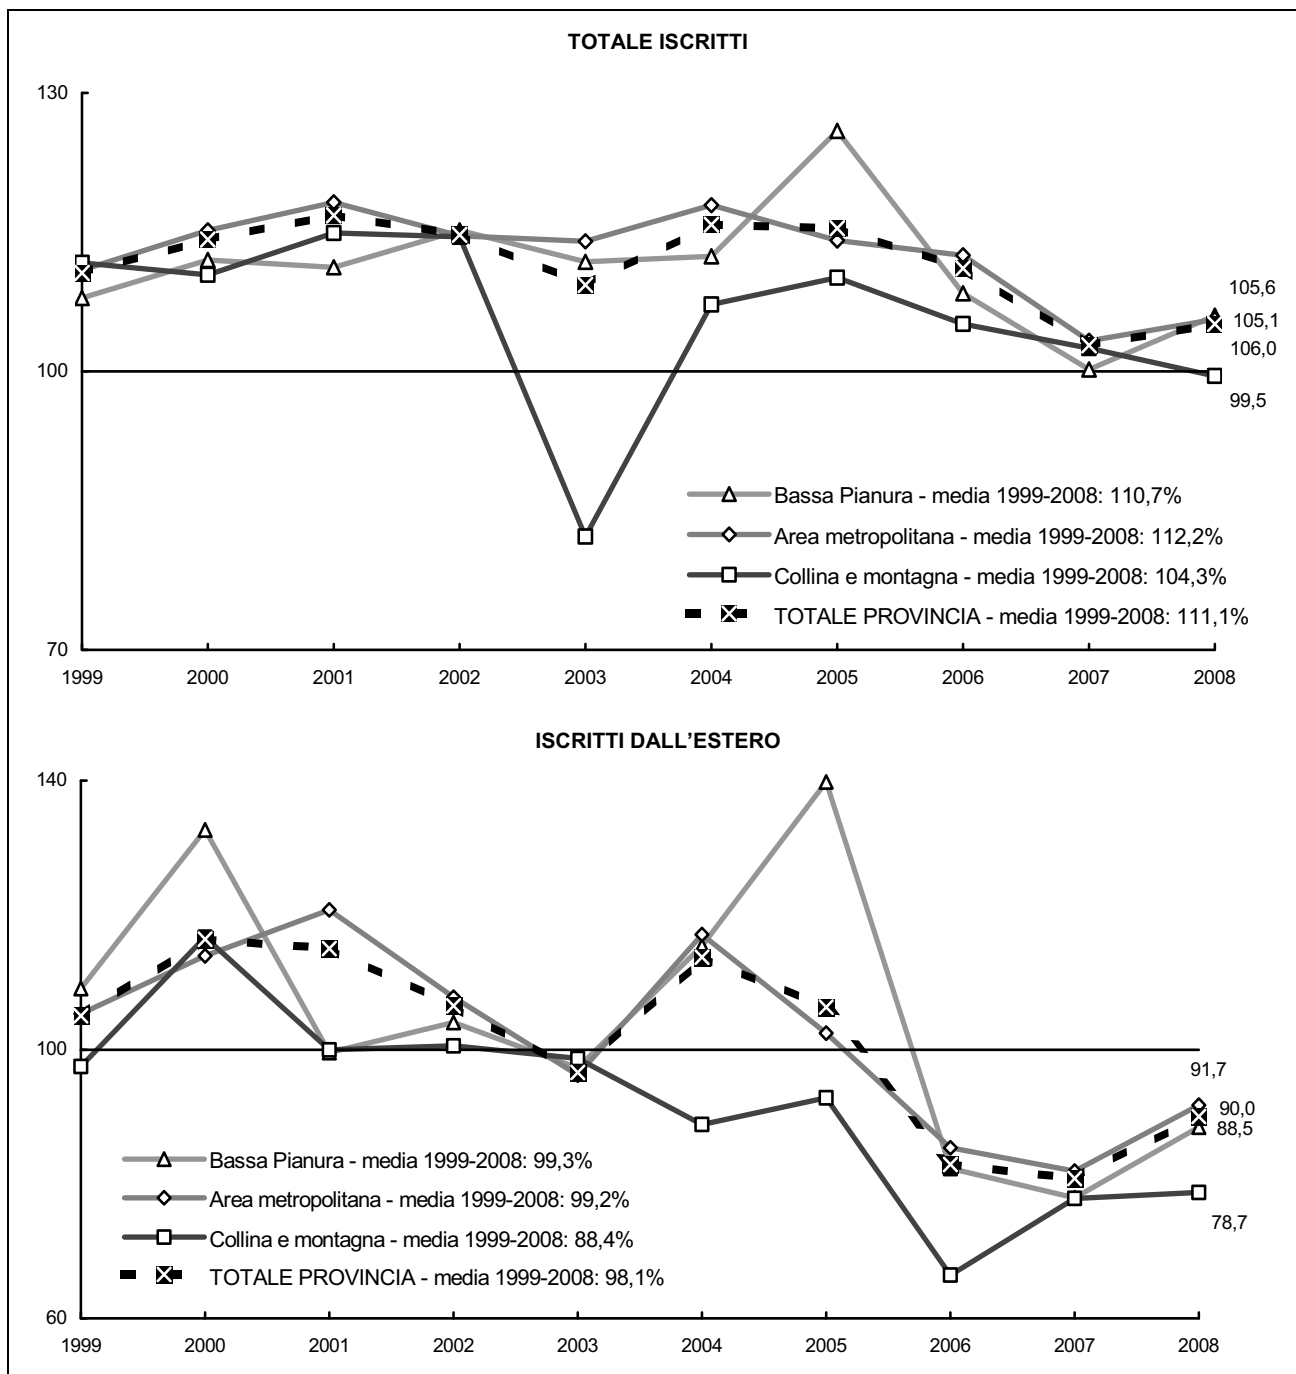 TOTALE ISCRITTI
130
100
70
105,6
105,1
106,0
99,5
Bassa Pianura - media 1999-2008: 110,7%
Area metropolitana - media 1999-2008: 112,2%
Collina e montagna - media 1999-2008: 104,3%
TOTALE PROVINCIA - media 1999-2008: 111,1%
1999 2000 2001 2002 2003 2004 2005 2006 2007 2008
ISCRITTI DALL'ESTERO
140
100
60
91,7
90,0
88,5
78,7
Bassa Pianura - media 1999-2008: 99,3%
Area metropolitana - media 1999-2008: 99,2%
Collina e montagna - media 1999-2008: 88,4%
TOTALE PROVINCIA - media 1999-2008: 98,1%
1999 2000 2001 2002 2003 2004 2005 2006 2007 2008